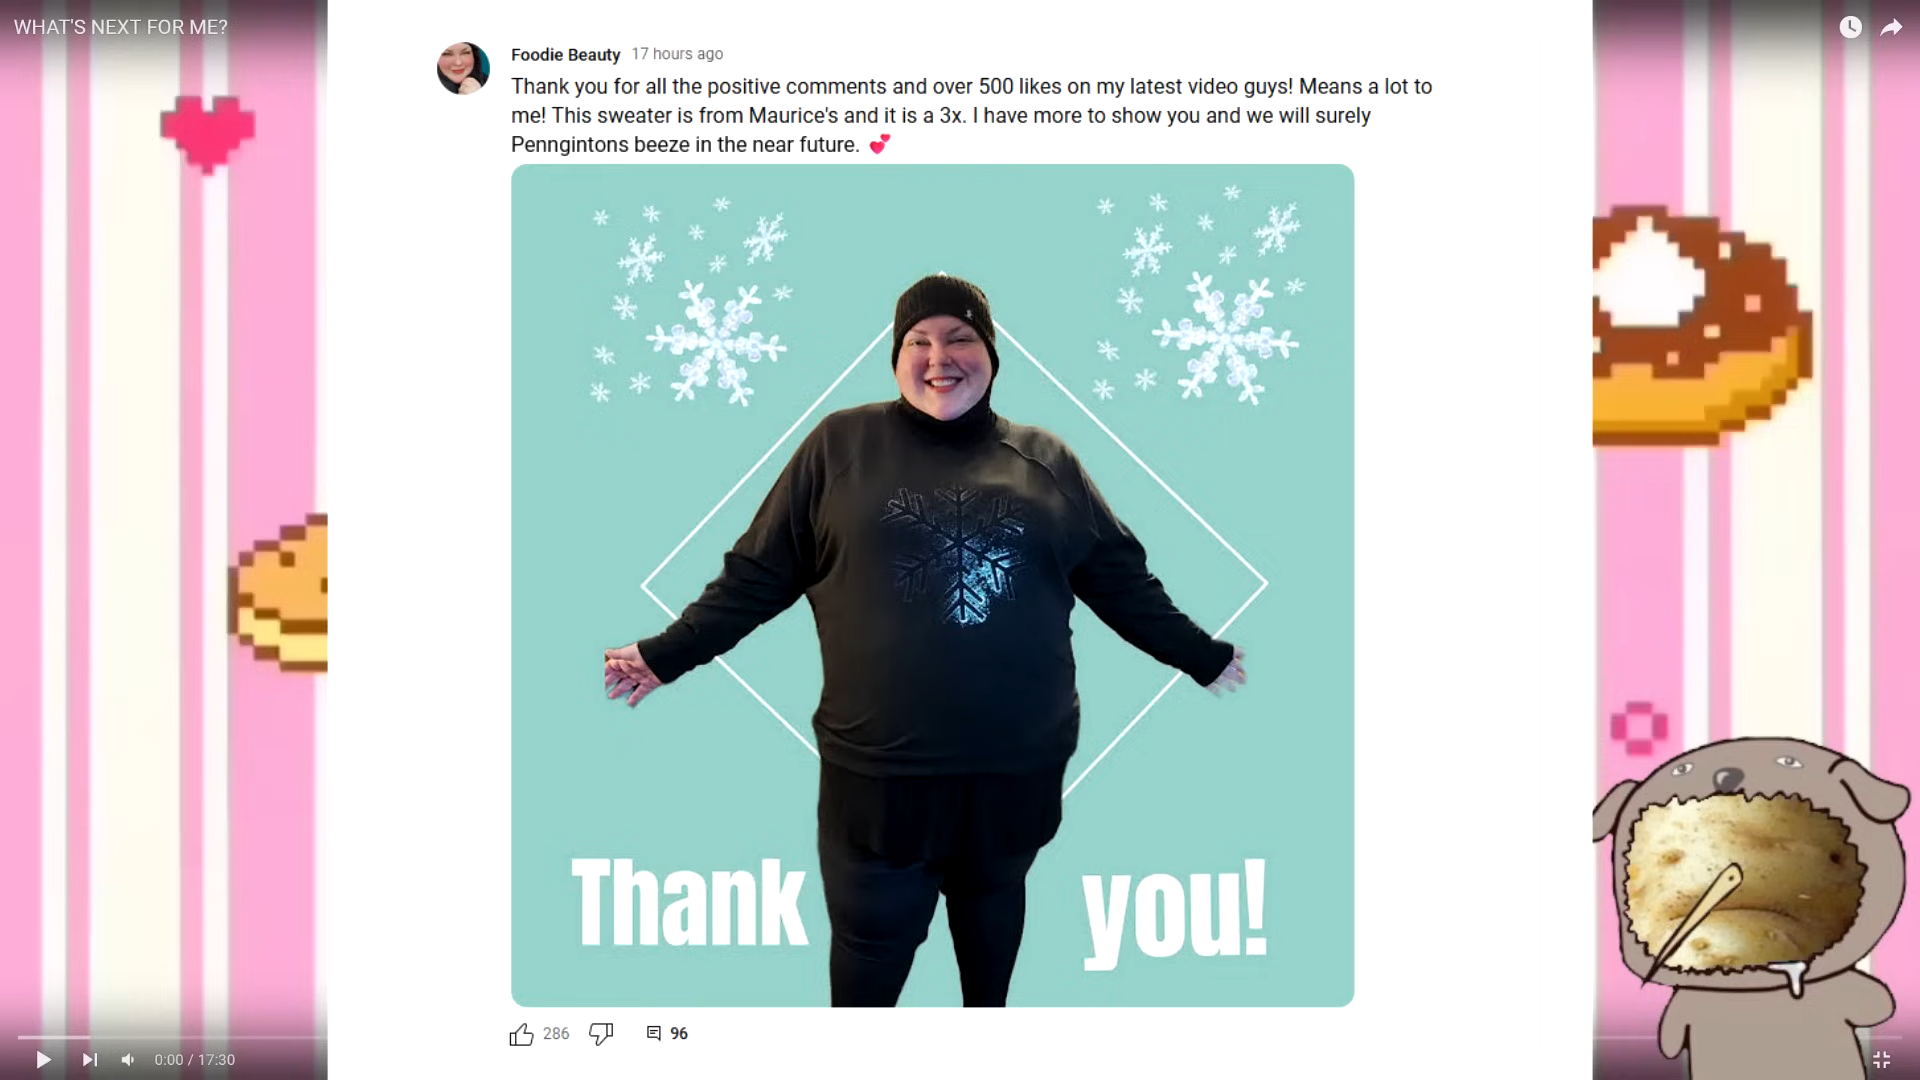 WHAT'S NEXT FOR ME?
Foodie Beauty 17 hours ago
Thank you for all the positive comments and over 500 likes on my latest video guys! Means a lot to
me! This sweater is from Maurice's and it is a 3x. I have more to show you and we will surely
Penngintons beeze in the near future. 💕
Thank you!
286 96
0:00 / 17:30